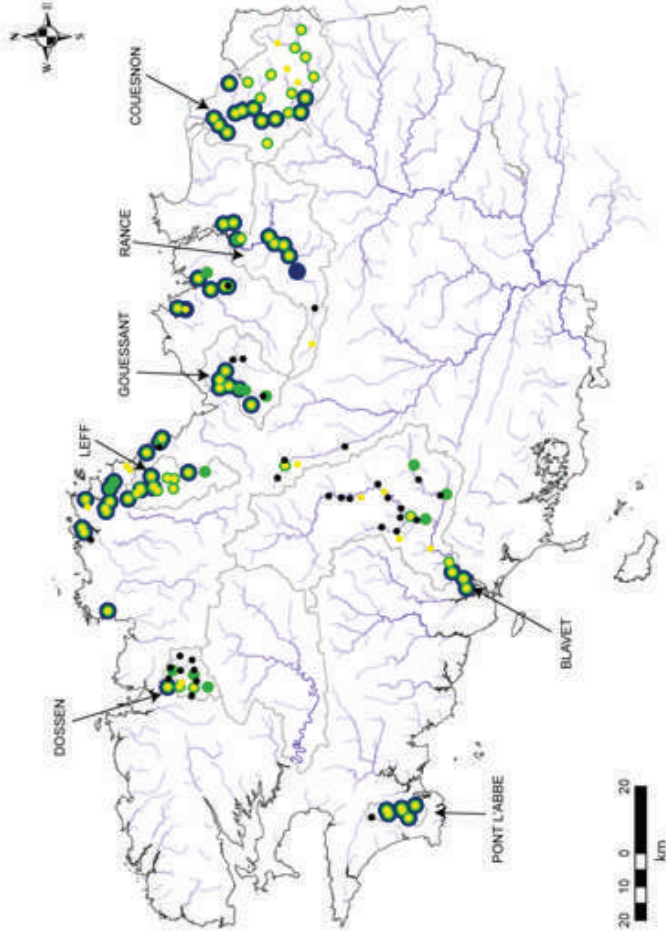 N
E
W
S
COUESNON
RANCE
GOUESSANT
LEFF
DOSSEN
BLAVET
PONT L'ABBE
20 10 0 20
km